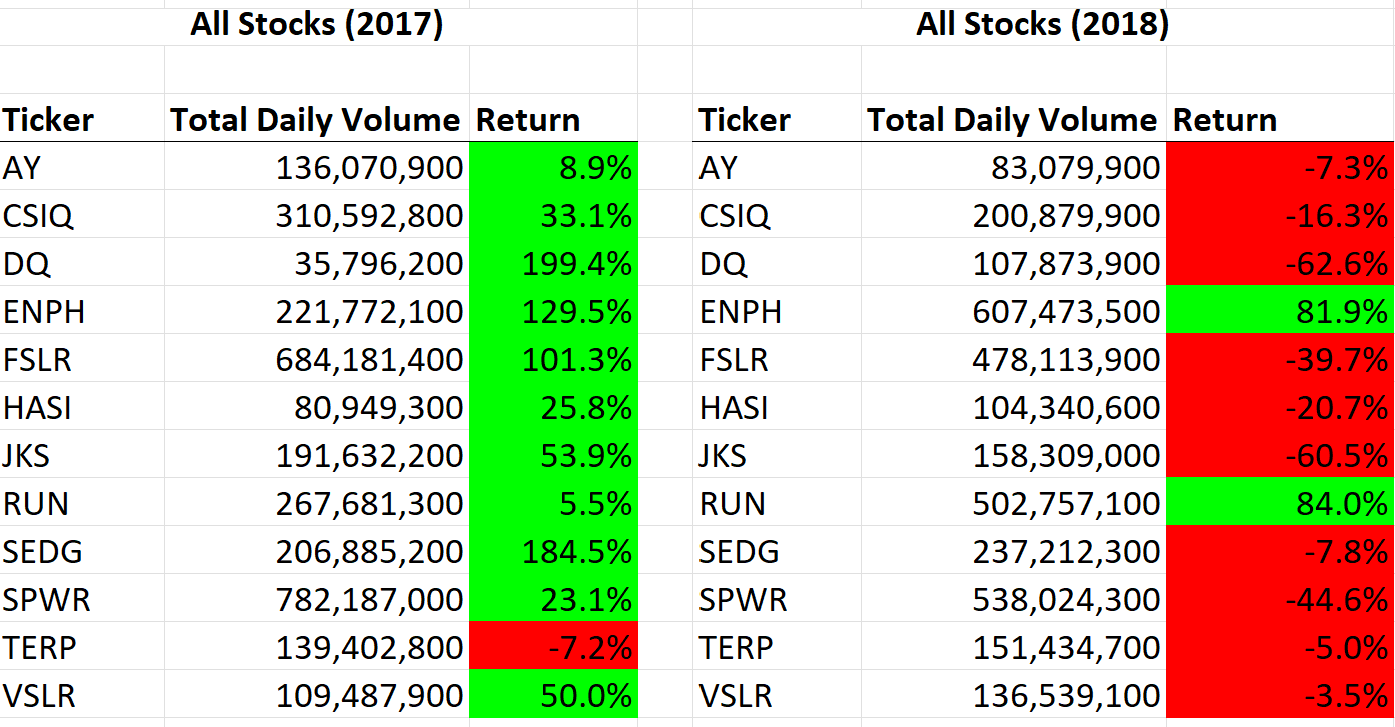 All Stocks (2017) All Stocks (2018)
Ticker Total Daily Volume Return Ticker Total Daily Volume Return
AY 136,070,900 8.9% AY 83,079,900 -7.3%
CSIQ 310,592,800 33.1% CSIQ 200,879,900 -16.3%
DQ 35,796,200 199.4% DQ 107,873,900 -62.6%
ENPH 221,772,100 129.5% ENPH 607,473,500 81.9%
FSLR 684,181,400 101.3% FSLR 478,113,900 -39.7%
HASI 80,949,300 25.8% HASI 104,340,600 -20.7%
JKS 191,632,200 53.9% JKS 158,309,000 -60.5%
RUN 267,681,300 5.5% RUN 502,757,100 84.0%
SEDG 206,885,200 184.5% SEDG 237,212,300 -7.8%
SPWR 782,187,000 23.1% SPWR 538,024,300 -44.6%
TERP 139,402,800 -7.2% TERP 151,434,700 -5.0%
VSLR 109,487,900 50.0% VSLR 136,539,100 -3.5%